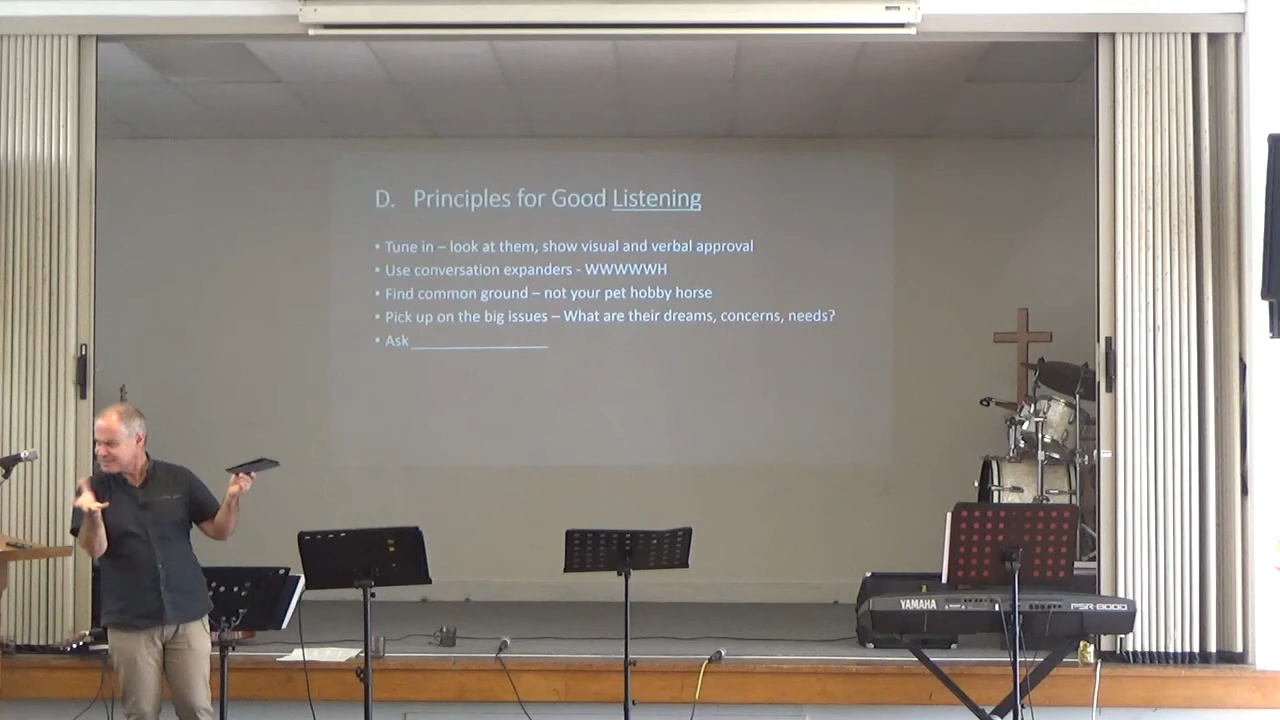 D. Principles for Good Listening
• Tune in – look at them, show visual and verbal approval
• Use conversation expanders - WWWWWH
• Find common ground – not your pet hobby horse
• Pick up on the big issues – What are their dreams, concerns, needs?
• Ask ________________
YAMAHA
PSR-8000